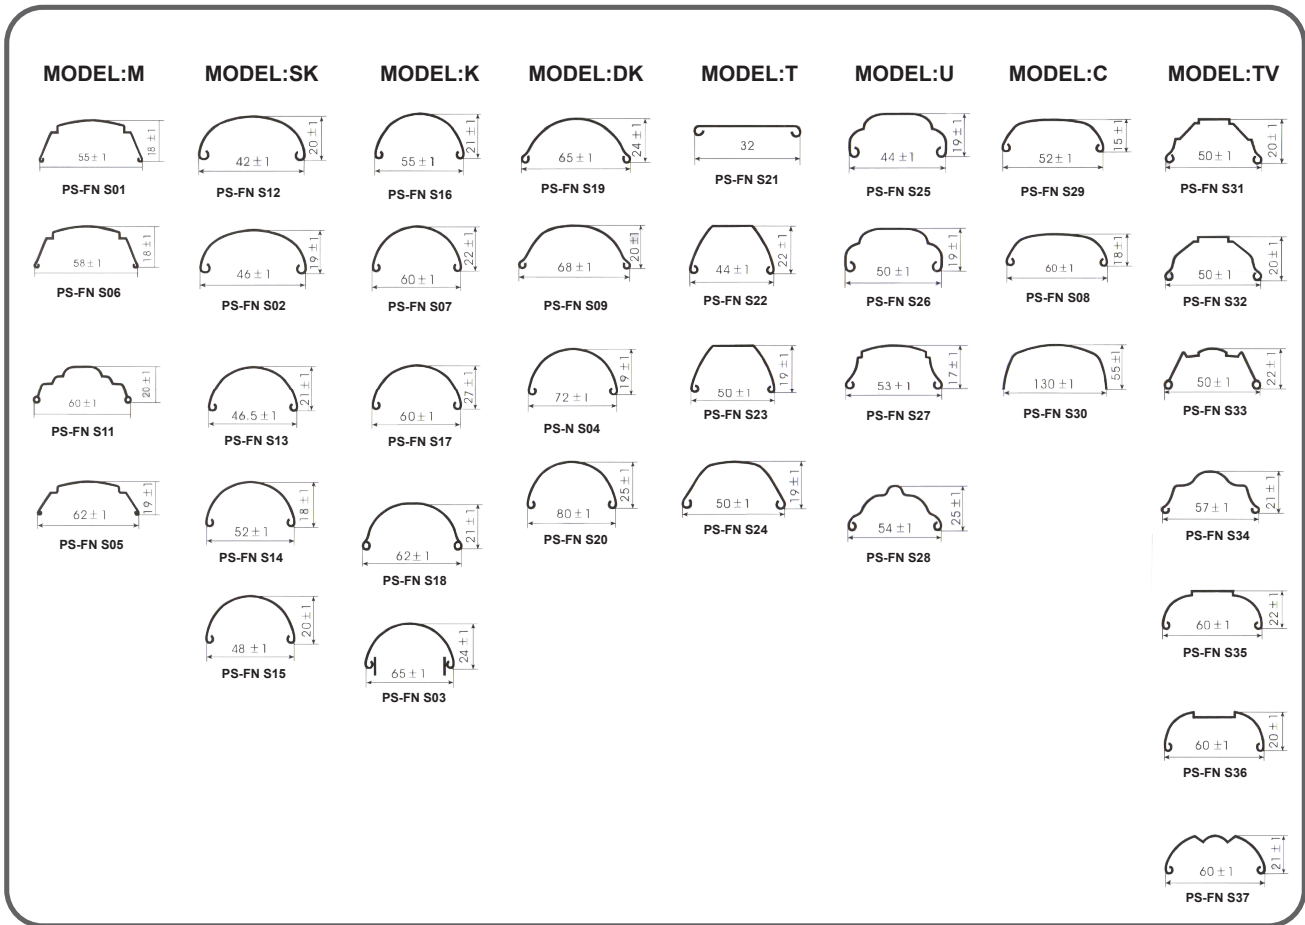 MODEL:M MODEL:SK MODEL:K MODEL:DK MODEL:T MODEL:U MODEL:C MODEL:TV
55±1 18±1
PS-FN S01
42±1 20±1
PS-FN S12
55±1 21±1
PS-FN S16
65±1 24±1
PS-FN S19
32
PS-FN S21
44±1 19±1
PS-FN S25
52±1 15±1
PS-FN S29
50±1 20±1
PS-FN S31
58±1 18±1
PS-FN S06
46±1 19±1
PS-FN S02
60±1 22±1
PS-FN S07
68±1 20±1
PS-FN S09
44±1 22±1
PS-FN S22
50±1 19±1
PS-FN S26
60±1 18±1
PS-FN S08
50±1 20±1
PS-FN S32
60±1 20±1
PS-FN S11
46.5±1 21±1
PS-FN S13
60±1 27±1
PS-FN S17
72±1 19±1
PS-N S04
50±1 19±1
PS-FN S23
53±1 17±1
PS-FN S27
130±1 55±1
PS-FN S30
50±1 22±1
PS-FN S33
62±1 19±1
PS-FN S05
52±1 18±1
PS-FN S14
62±1 21±1
PS-FN S18
80±1 25±1
PS-FN S20
50±1 19±1
PS-FN S24
54±1 25±1
PS-FN S28
57±1 21±1
PS-FN S34
48±1 20±1
PS-FN S15
65±1 24±1
PS-FN S03
60±1 22±1
PS-FN S35
60±1 20±1
PS-FN S36
60±1 21±1
PS-FN S37